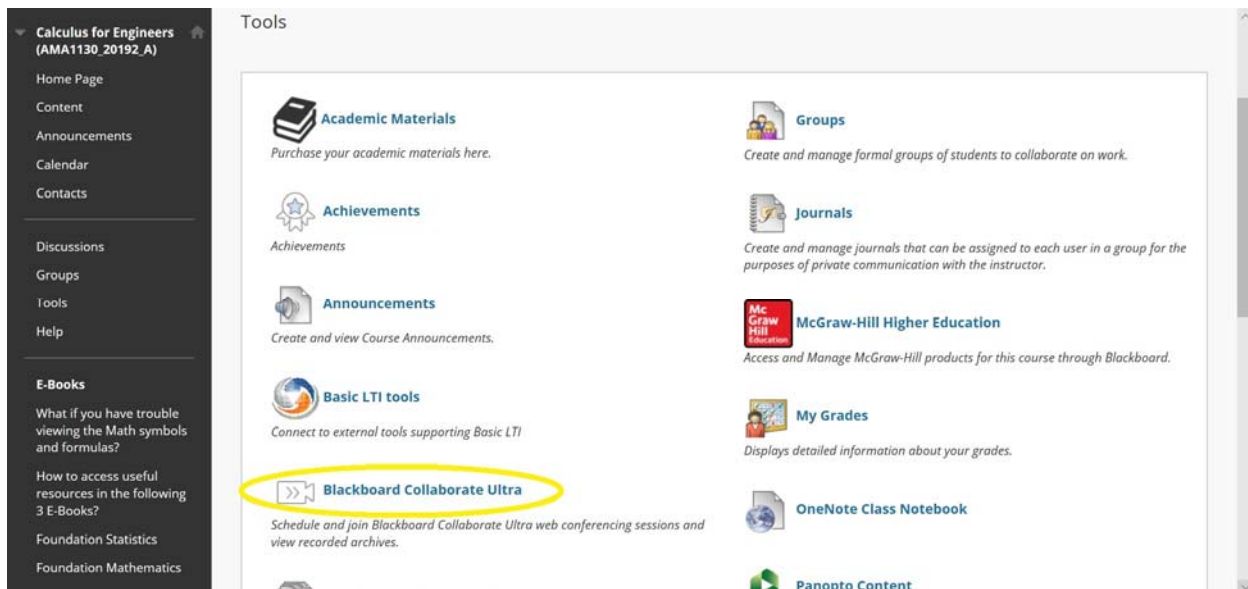 Calculus for Engineers
(AMA1130_20192_A)
Home Page
Content
Announcements
Calendar
Contacts
Discussions
Groups
Tools
Help
E-Books
What if you have trouble
viewing the Math symbols
and formulas?
How to access useful
resources in the following
3 E-Books?
Foundation Statistics
Foundation Mathematics
Tools
Academic Materials
Purchase your academic materials here.
Achievements
Achievements
Announcements
Create and view Course Announcements.
Basic LTI tools
Connect to external tools supporting Basic LTI
Blackboard Collaborate Ultra
Schedule and join Blackboard Collaborate Ultra web conferencing sessions and
view recorded archives.
Groups
Create and manage formal groups of students to collaborate on work.
Journals
Create and manage journals that can be assigned to each user in a group for the
purposes of private communication with the instructor.
Mc
Graw
Hill
Education
McGraw-Hill Higher Education
Access and Manage McGraw-Hill products for this course through Blackboard.
My Grades
Displays detailed information about your grades.
OneNote Class Notebook
Panopto Content